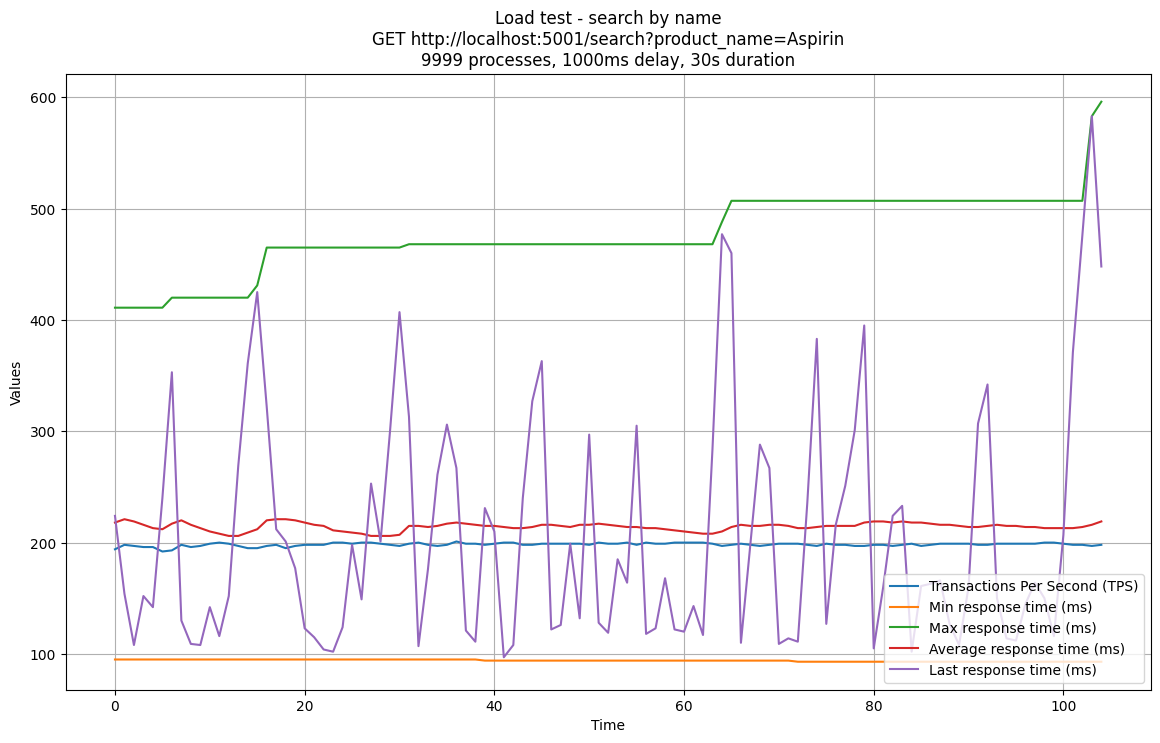 Load test - search by name
GET http://localhost:5001/search?product_name=Aspirin
9999 processes, 1000ms delay, 30s duration
600
500
400
300
200
100
Values
0
20
40
60
80
100
Time
Transactions Per Second (TPS)
Min response time (ms)
Max response time (ms)
Average response time (ms)
Last response time (ms)